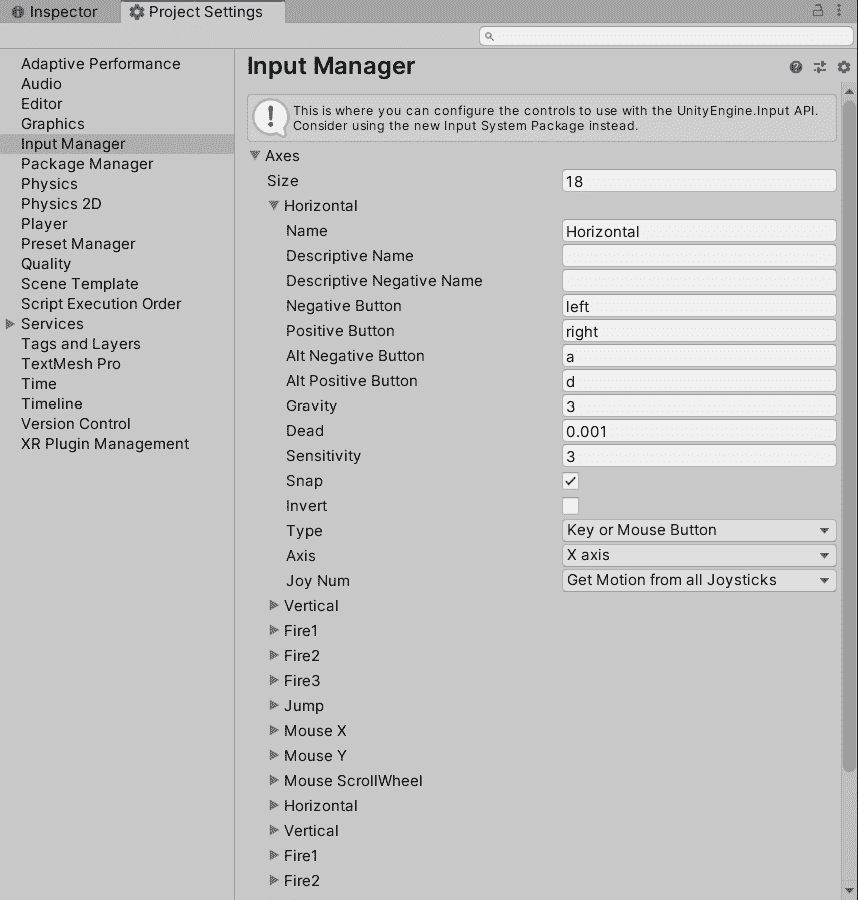 Inspector
Project Settings
Adaptive Performance
Audio
Editor
Graphics
Input Manager
Package Manager
Physics
Physics 2D
Player
Preset Manager
Quality
Scene Template
Script Execution Order
Services
Tags and Layers
TextMesh Pro
Time
Timeline
Version Control
XR Plugin Management
Input Manager
This is where you can configure the controls to use with the UnityEngine.Input API.
Consider using the new Input System Package instead.
Axes
Size 18
Horizontal
Name Horizontal
Descriptive Name
Descriptive Negative Name
Negative Button left
Positive Button right
Alt Negative Button a
Alt Positive Button d
Gravity 3
Dead 0.001
Sensitivity 3
Snap
Invert
Type Key or Mouse Button
Axis X axis
Joy Num Get Motion from all Joysticks
Vertical
Fire1
Fire2
Fire3
Jump
Mouse X
Mouse Y
Mouse ScrollWheel
Horizontal
Vertical
Fire1
Fire2